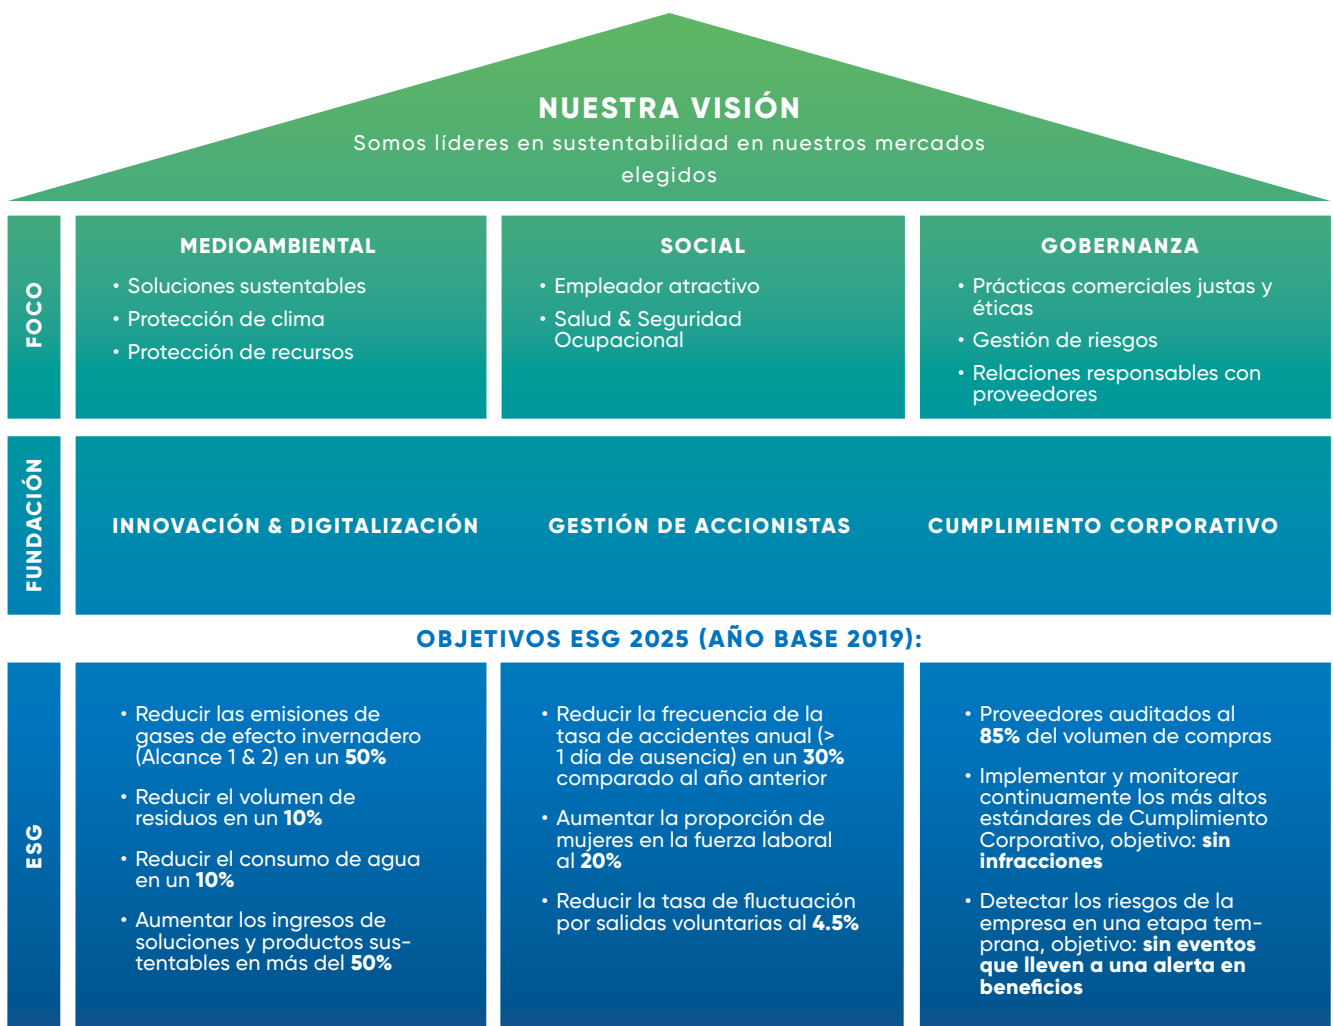 NUESTRA VISIÓN
Somos líderes en sustentabilidad en nuestros mercados
elegidos
FOCO
MEDIOAMBIENTAL
• Soluciones sustentables
• Protección de clima
• Protección de recursos
SOCIAL
• Empleador atractivo
• Salud & Seguridad
Ocupacional
GOBERNANZA
• Prácticas comerciales justas y
éticas
• Gestión de riesgos
• Relaciones responsables con
proveedores
FUNDACIÓN
INNOVACIÓN & DIGITALIZACIÓN
GESTIÓN DE ACCIONISTAS
CUMPLIMIENTO CORPORATIVO
OBJETIVOS ESG 2025 (AÑO BASE 2019):
ESG
• Reducir las emisiones de
gases de efecto invernadero
(Alcance 1 & 2) en un 50%
• Reducir el volumen de
residuos en un 10%
• Reducir el consumo de agua
en un 10%
• Aumentar los ingresos de
soluciones y productos sus-
tentables en más del 50%
• Reducir la frecuencia de la
tasa de accidentes anual (>
1 día de ausencia) en un 30%
comparado al año anterior
• Aumentar la proporción de
mujeres en la fuerza laboral
al 20%
• Reducir la tasa de fluctuación
por salidas voluntarias al 4.5%
• Proveedores auditados al
85% del volumen de compras
• Implementar y monitorear
continuamente los más altos
estándares de Cumplimiento
Corporativo, objetivo: sin
infracciones
• Detectar los riesgos de la
empresa en una etapa tem-
prana, objetivo: sin eventos
que lleven a una alerta en
beneficios